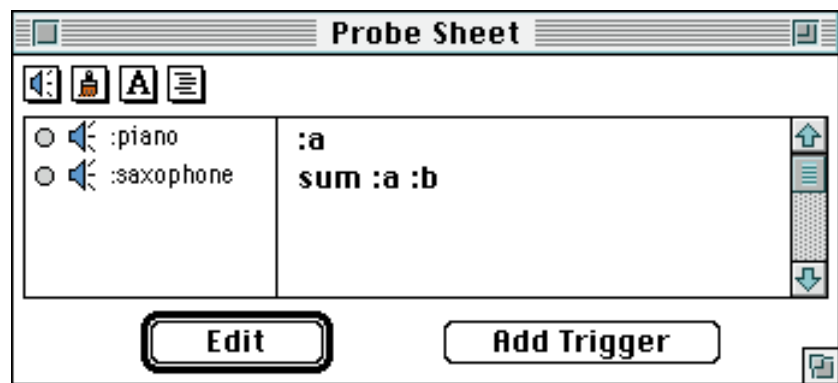 Probe Sheet
A
:piano :a
:saxophone sum :a :b
Edit Add Trigger